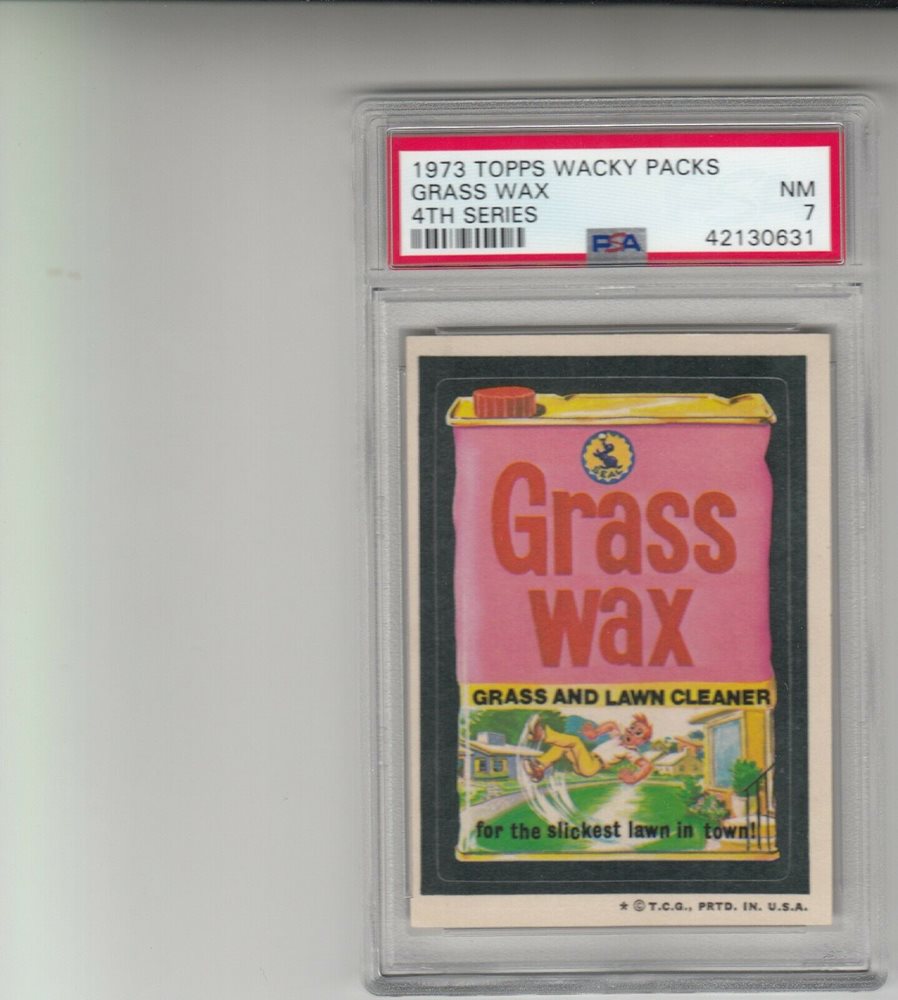 1973 TOPPS WACKY PACKS
GRASS WAX
NM
4TH SERIES
7
PSA
42130631
SEAL
Grass
wax
GRASS AND LAWN CLEANER
for the slickest lawn in town!
* © T.C.G., PRTD. IN. U.S.A.